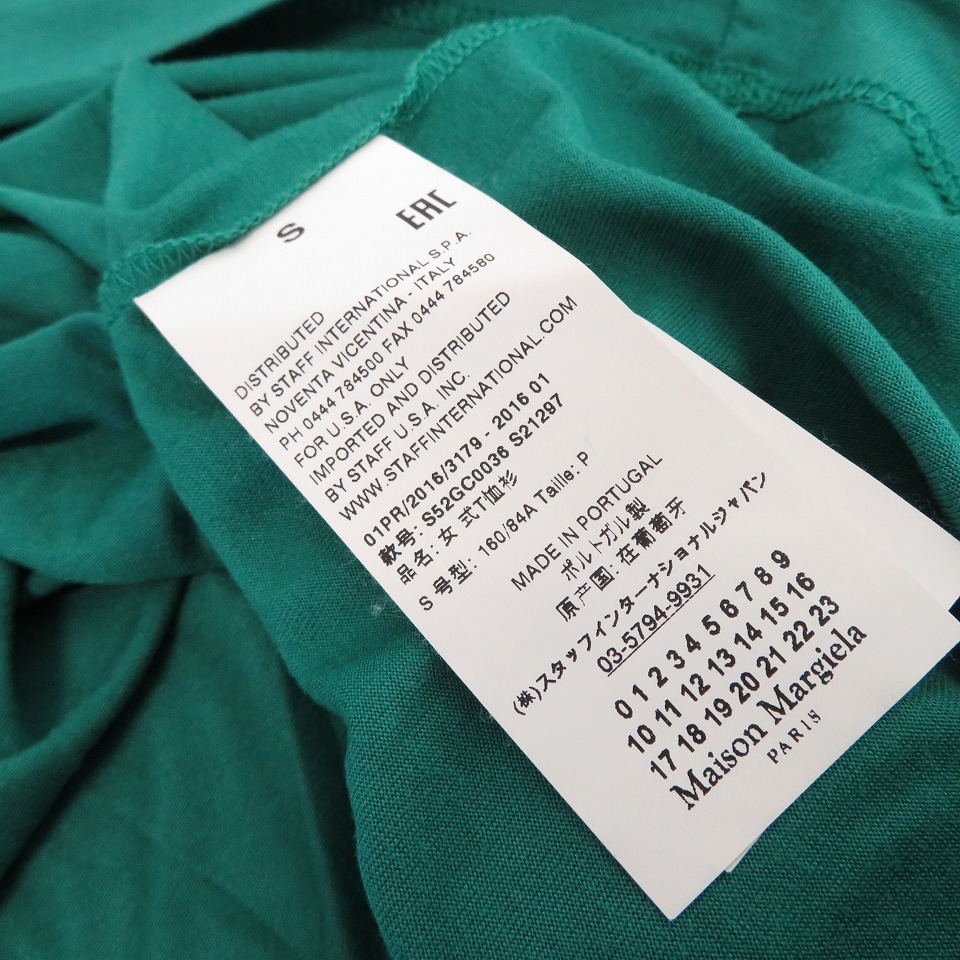 S
EAC
DISTRIBUTED
BY STAFF INTERNATIONAL S.P.A.
NOVENTA VICENTINA - ITALY
PH 0444 784500 FAX 0444 784580
FOR U.S.A. ONLY
IMPORTED AND DISTRIBUTED
BY STAFF U.S.A. INC.
WWW.STAFFINTERNATIONAL.COM
01PR/2016/3179 - 2016 01
款号: S52GC0036 S21297
品名: 女 式T恤衫
S 号型: 160/84A Taille: P
MADE IN PORTUGAL
ポルトガル製
原产国: 在葡萄牙
(株)スタッフインターナショナルジャパン
03-5794-9931
0 1 2 3 4 5 6 7 8 9
10 11 12 13 14 15 16
17 18 19 20 21 22 23
Maison Margiela
PARIS